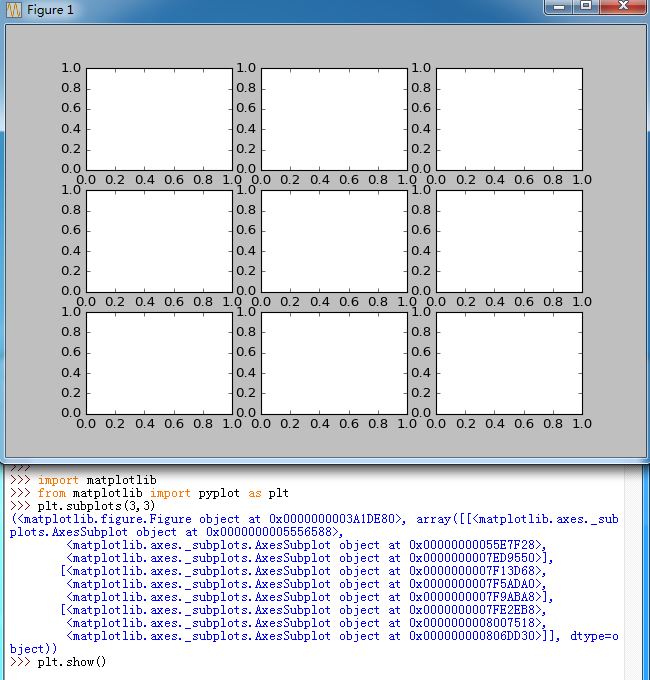 Figure 1
1.0 1.0 1.0
0.8 0.8 0.8
0.6 0.6 0.6
0.4 0.4 0.4
0.2 0.2 0.2
0.0 0.0 0.0
0.0 0.2 0.4 0.6 0.8 1.0 0.0 0.2 0.4 0.6 0.8 1.0 0.0 0.2 0.4 0.6 0.8 1.0
1.0 1.0 1.0
0.8 0.8 0.8
0.6 0.6 0.6
0.4 0.4 0.4
0.2 0.2 0.2
0.0 0.0 0.0
0.0 0.2 0.4 0.6 0.8 1.0 0.0 0.2 0.4 0.6 0.8 1.0 0.0 0.2 0.4 0.6 0.8 1.0
1.0 1.0 1.0
0.8 0.8 0.8
0.6 0.6 0.6
0.4 0.4 0.4
0.2 0.2 0.2
0.0 0.0 0.0
0.0 0.2 0.4 0.6 0.8 1.0 0.0 0.2 0.4 0.6 0.8 1.0 0.0 0.2 0.4 0.6 0.8 1.0
>>>
>>> import matplotlib
>>> from matplotlib import pyplot as plt
>>> plt.subplots(3,3)
(<matplotlib.figure.Figure object at 0x0000000003A1DE80>, array([[<matplotlib.axes._sub
plots.AxesSubplot object at 0x0000000005556588>,
<matplotlib.axes._subplots.AxesSubplot object at 0x00000000055E7F28>,
<matplotlib.axes._subplots.AxesSubplot object at 0x0000000007ED9550>],
[<matplotlib.axes._subplots.AxesSubplot object at 0x0000000007F13D68>,
<matplotlib.axes._subplots.AxesSubplot object at 0x0000000007F5ADA0>,
<matplotlib.axes._subplots.AxesSubplot object at 0x0000000007F9ABA8>],
[<matplotlib.axes._subplots.AxesSubplot object at 0x0000000007FE2EB8>,
<matplotlib.axes._subplots.AxesSubplot object at 0x0000000008007518>,
<matplotlib.axes._subplots.AxesSubplot object at 0x000000000806DD30>]], dtype=o
bject))
>>> plt.show()